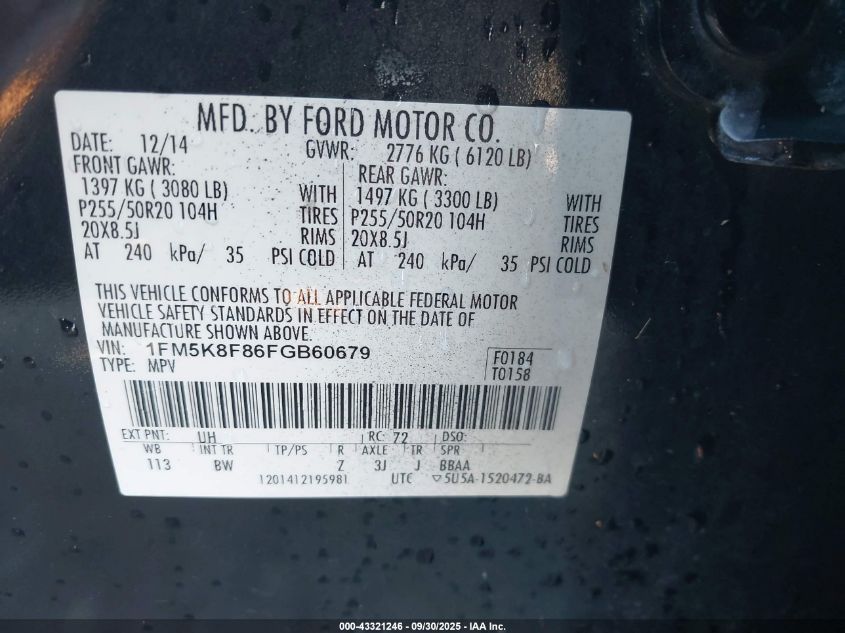 MFD. BY FORD MOTOR CO.
DATE: 12/14 GVWR: 2776 KG ( 6120 LB)
FRONT GAWR: REAR GAWR:
1397 KG ( 3080 LB) WITH 1497 KG ( 3300 LB) WITH
P255/50R20 104H TIRES P255/50R20 104H TIRES
20X8.5J RIMS 20X8.5J RIMS
AT 240 kPa/ 35 PSI COLD AT 240 kPa/ 35 PSI COLD
THIS VEHICLE CONFORMS TO ALL APPLICABLE FEDERAL MOTOR
VEHICLE SAFETY STANDARDS IN EFFECT ON THE DATE OF
MANUFACTURE SHOWN ABOVE.
VIN: 1FM5K8F86FGB60679 F0184
TYPE: MPV T0158
EXT PNT: UH RC: 72 DSO:
WB INT TR TP/PS R AXLE TR SPR
113 BW Z 3J J BBAA
1201412195981 UTC ▽5U5A-1520472-BA
000-43321246 - 09/30/2025 - IAA, Inc.